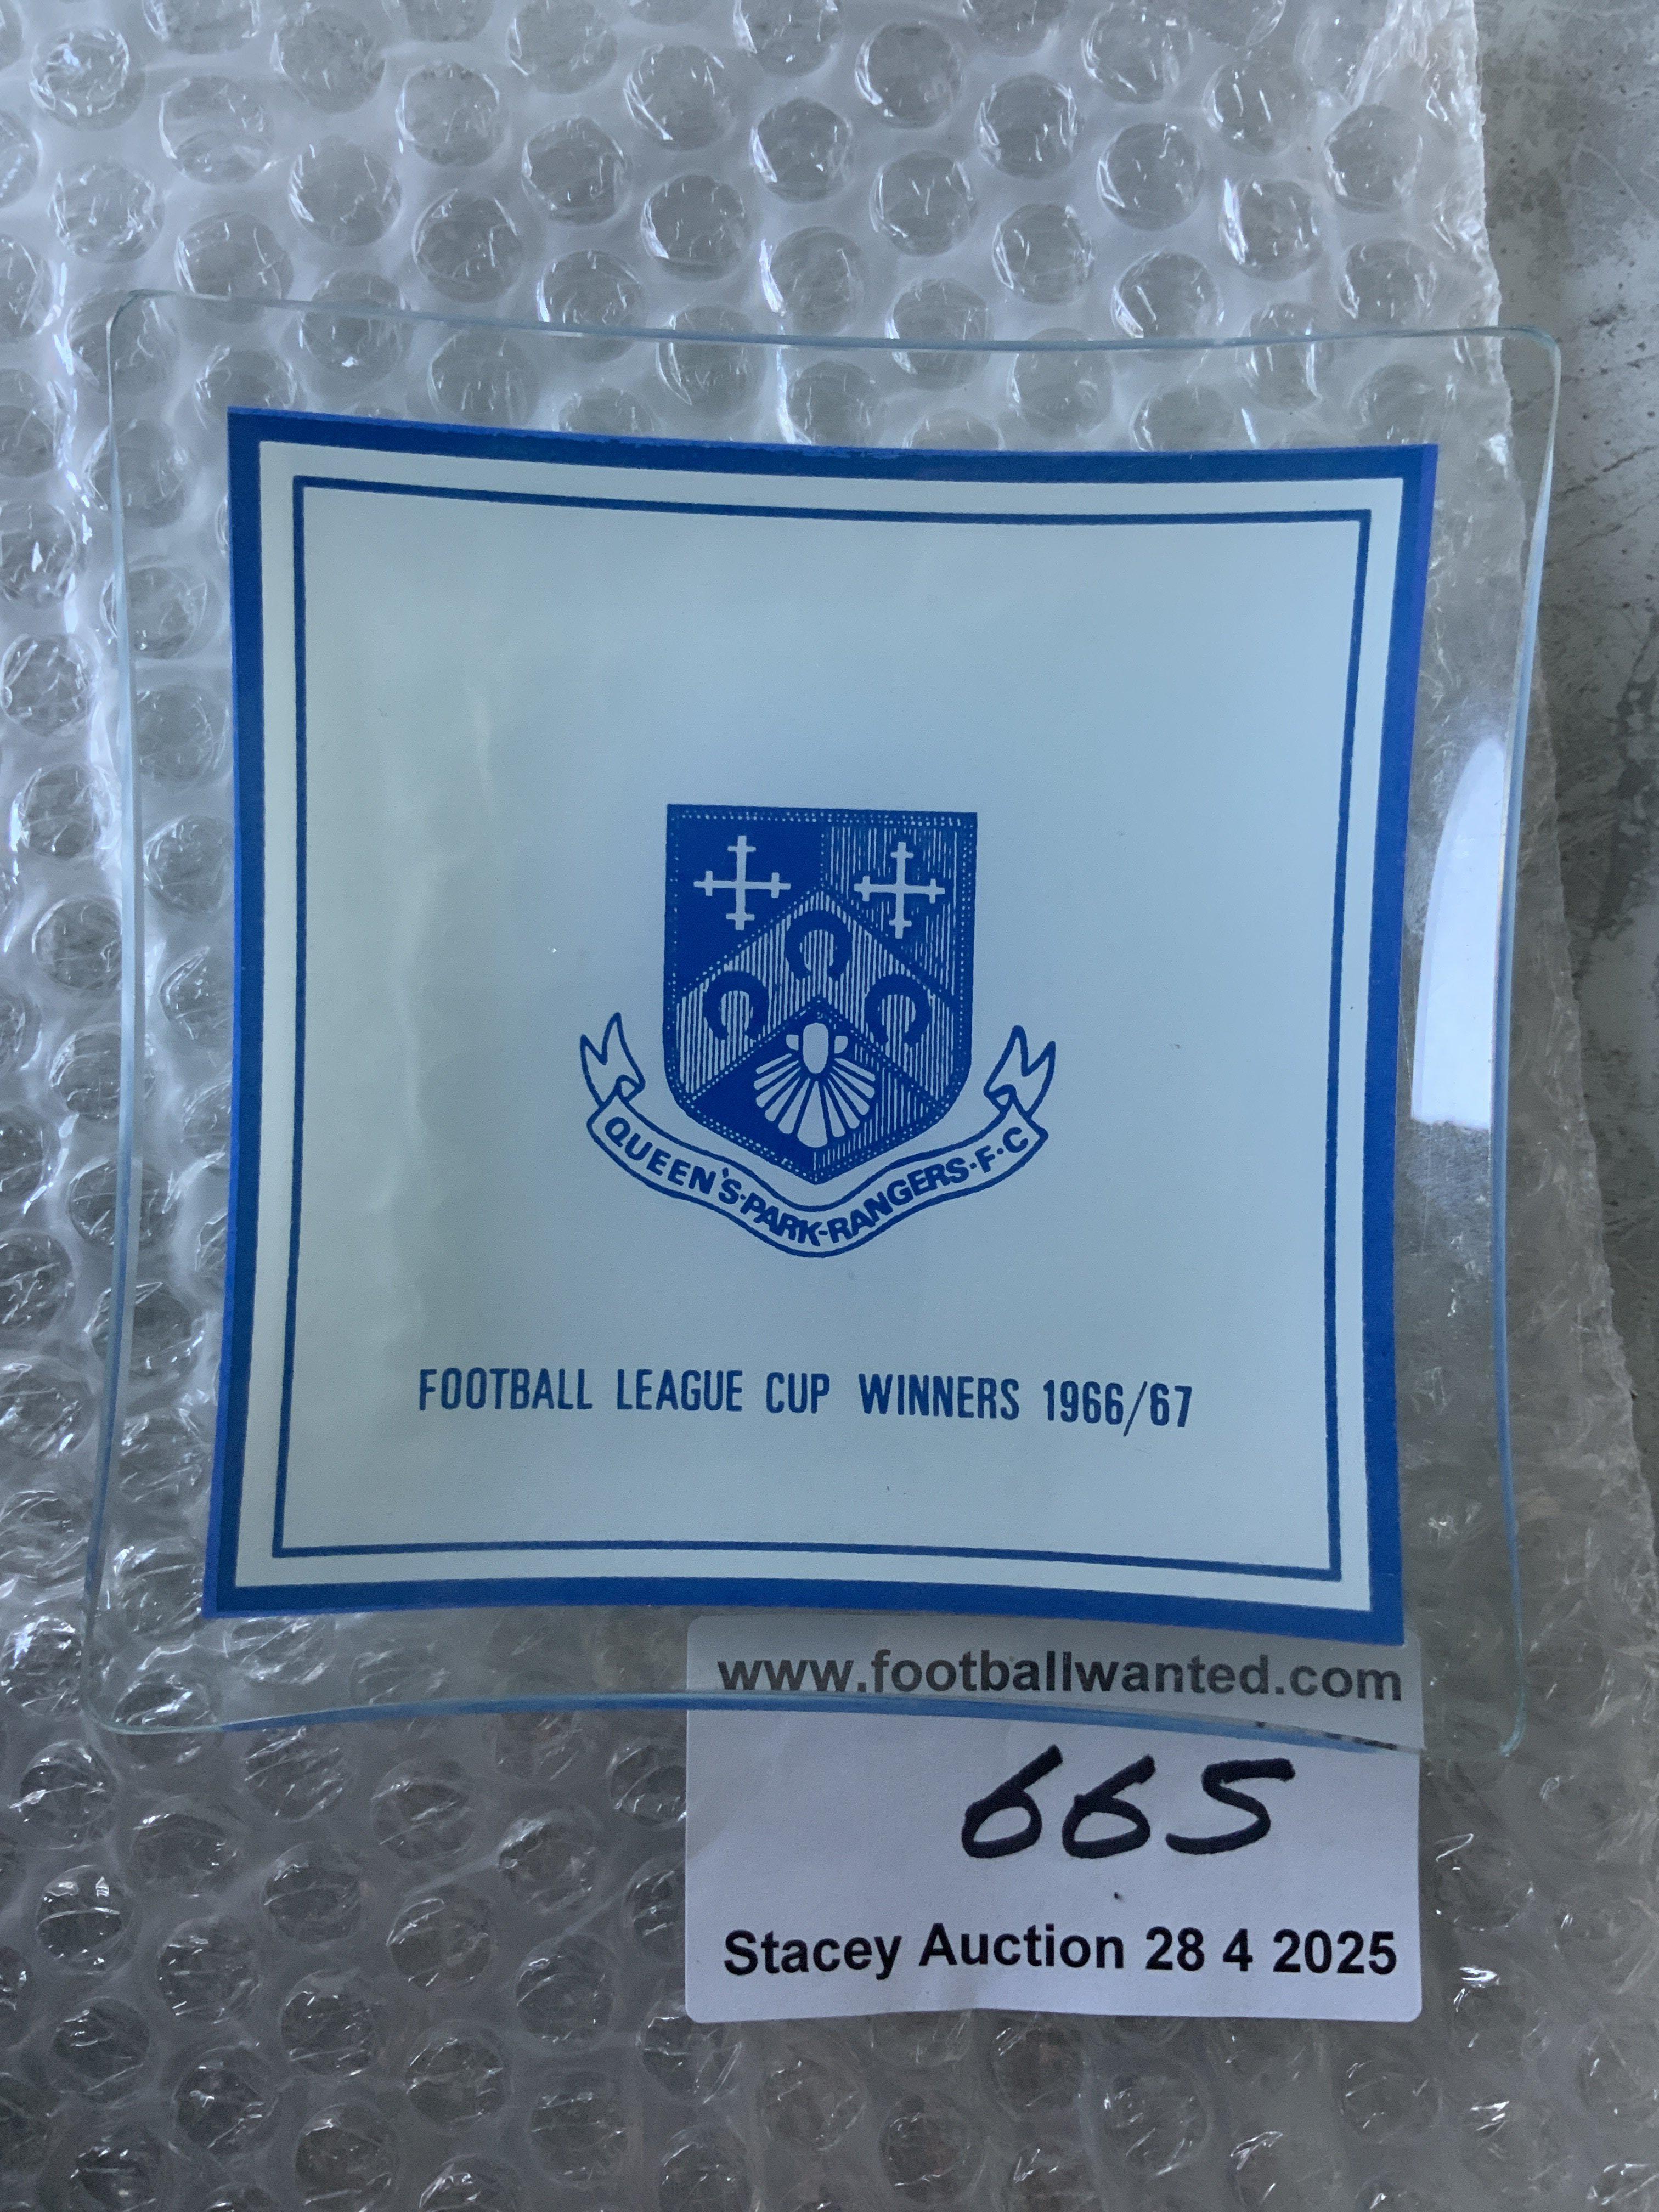 QUEEN'S·PARK-RANGERS·F·C
FOOTBALL LEAGUE CUP WINNERS 1966/67
www.footballwanted.com
665
Stacey Auction 28 4 2025